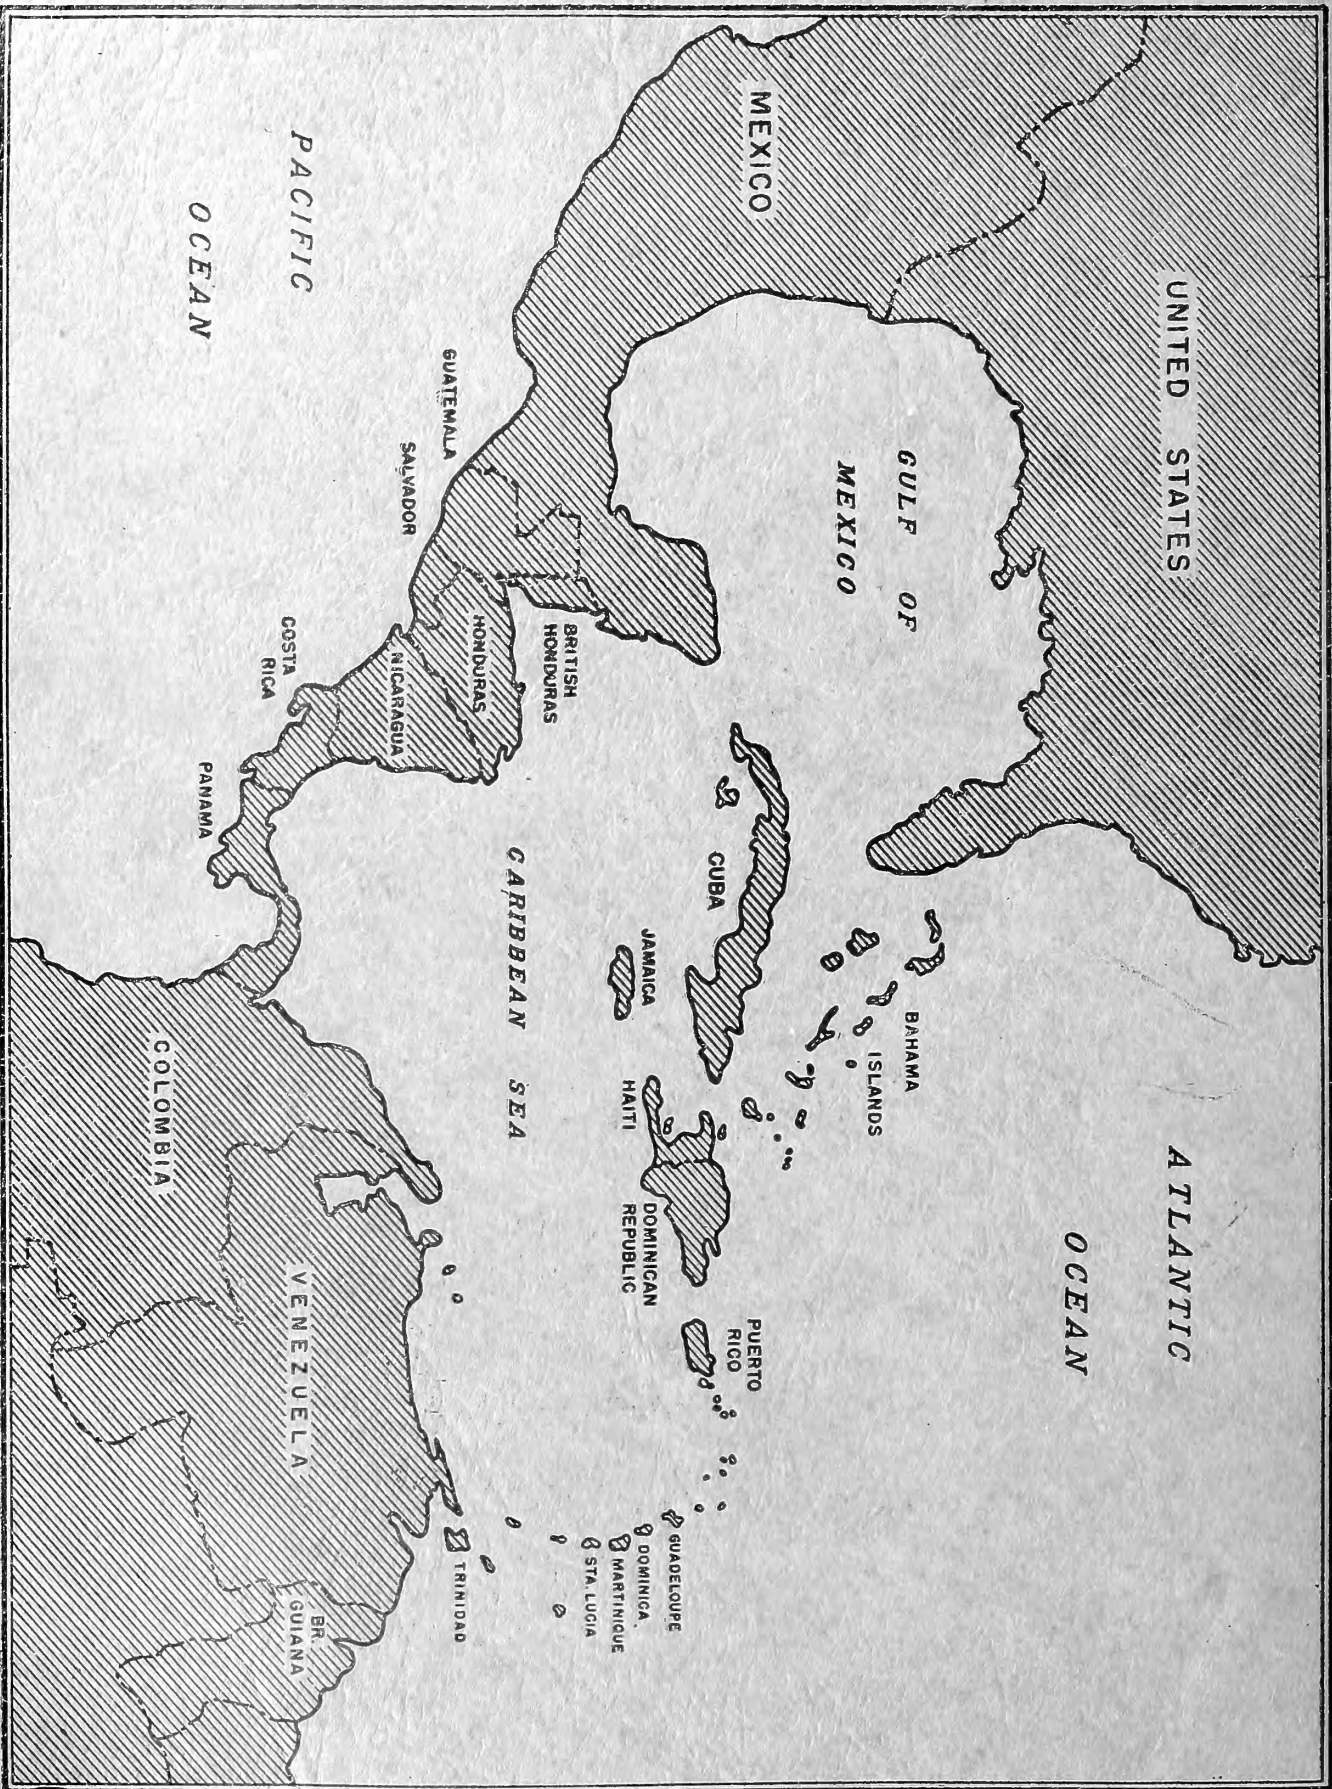 UNITED STATES
MEXICO
GULF OF
MEXICO
ATLANTIC
OCEAN
PACIFIC
OCEAN
BAHAMA
ISLANDS
CUBA
JAMAICA
HAITI
DOMINICAN
REPUBLIC
PUERTO
RICO
GUADELOUPE
DOMINICA.
MARTINIQUE
STA. LUCIA
TRINIDAD
CARIBBEAN SEA
BRITISH
HONDURAS
GUATEMALA
SALVADOR
HONDURAS
NICARAGUA
COSTA
RICA
PANAMA
COLOMBIA
VENEZUELA
BR.
GUIANA